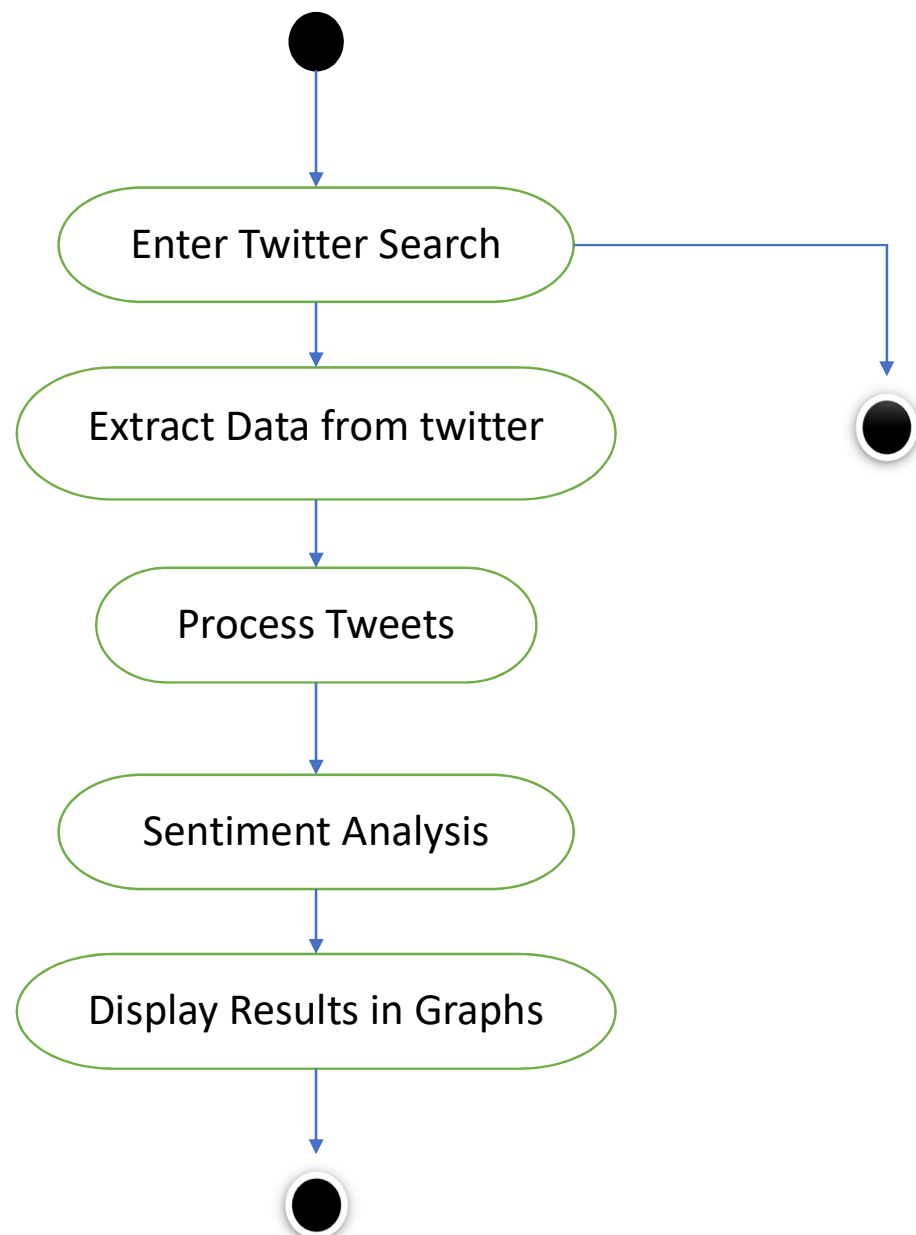 Enter Twitter Search
Extract Data from twitter
Process Tweets
Sentiment Analysis
Display Results in Graphs